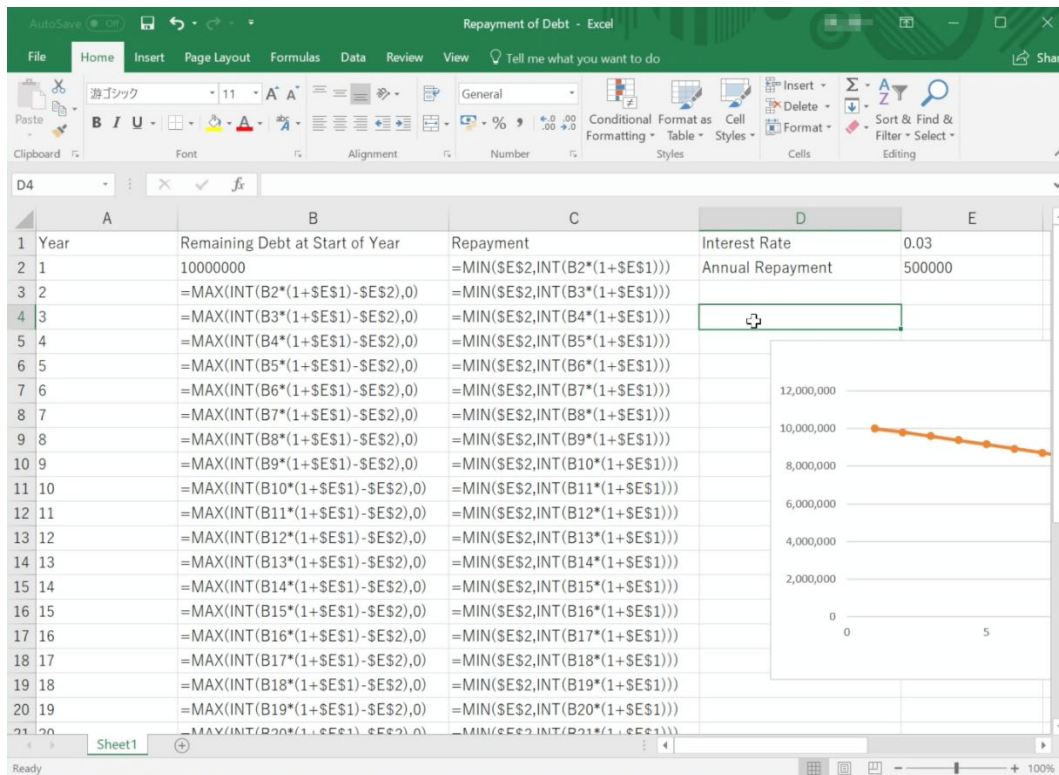 AutoSave Off Repayment of Debt - Excel
File Home Insert Page Layout Formulas Data Review View Tell me what you want to do
Paste 游ゴシック 11 A A General Conditional Formatting Format as Table Cell Styles Insert Delete Format Sort & Filter Find & Select
B I U A % 
Clipboard Font Alignment Number Styles Cells Editing
D4 fx
A B C D E
1 Year Remaining Debt at Start of Year Repayment Interest Rate 0.03
2 1 10000000 =MIN($E$2,INT(B2*(1+$E$1))) Annual Repayment 500000
3 2 =MAX(INT(B2*(1+$E$1)-$E$2),0) =MIN($E$2,INT(B3*(1+$E$1)))
4 3 =MAX(INT(B3*(1+$E$1)-$E$2),0) =MIN($E$2,INT(B4*(1+$E$1)))
5 4 =MAX(INT(B4*(1+$E$1)-$E$2),0) =MIN($E$2,INT(B5*(1+$E$1)))
6 5 =MAX(INT(B5*(1+$E$1)-$E$2),0) =MIN($E$2,INT(B6*(1+$E$1)))
7 6 =MAX(INT(B6*(1+$E$1)-$E$2),0) =MIN($E$2,INT(B7*(1+$E$1)))
8 7 =MAX(INT(B7*(1+$E$1)-$E$2),0) =MIN($E$2,INT(B8*(1+$E$1)))
9 8 =MAX(INT(B8*(1+$E$1)-$E$2),0) =MIN($E$2,INT(B9*(1+$E$1)))
10 9 =MAX(INT(B9*(1+$E$1)-$E$2),0) =MIN($E$2,INT(B10*(1+$E$1)))
11 10 =MAX(INT(B10*(1+$E$1)-$E$2),0) =MIN($E$2,INT(B11*(1+$E$1)))
12 11 =MAX(INT(B11*(1+$E$1)-$E$2),0) =MIN($E$2,INT(B12*(1+$E$1)))
13 12 =MAX(INT(B12*(1+$E$1)-$E$2),0) =MIN($E$2,INT(B13*(1+$E$1)))
14 13 =MAX(INT(B13*(1+$E$1)-$E$2),0) =MIN($E$2,INT(B14*(1+$E$1)))
15 14 =MAX(INT(B14*(1+$E$1)-$E$2),0) =MIN($E$2,INT(B15*(1+$E$1)))
16 15 =MAX(INT(B15*(1+$E$1)-$E$2),0) =MIN($E$2,INT(B16*(1+$E$1)))
17 16 =MAX(INT(B16*(1+$E$1)-$E$2),0) =MIN($E$2,INT(B17*(1+$E$1)))
18 17 =MAX(INT(B17*(1+$E$1)-$E$2),0) =MIN($E$2,INT(B18*(1+$E$1)))
19 18 =MAX(INT(B18*(1+$E$1)-$E$2),0) =MIN($E$2,INT(B19*(1+$E$1)))
20 19 =MAX(INT(B19*(1+$E$1)-$E$2),0) =MIN($E$2,INT(B20*(1+$E$1)))
12,000,000
10,000,000
8,000,000
6,000,000
4,000,000
2,000,000
0
0 5
Sheet1
Ready 100%